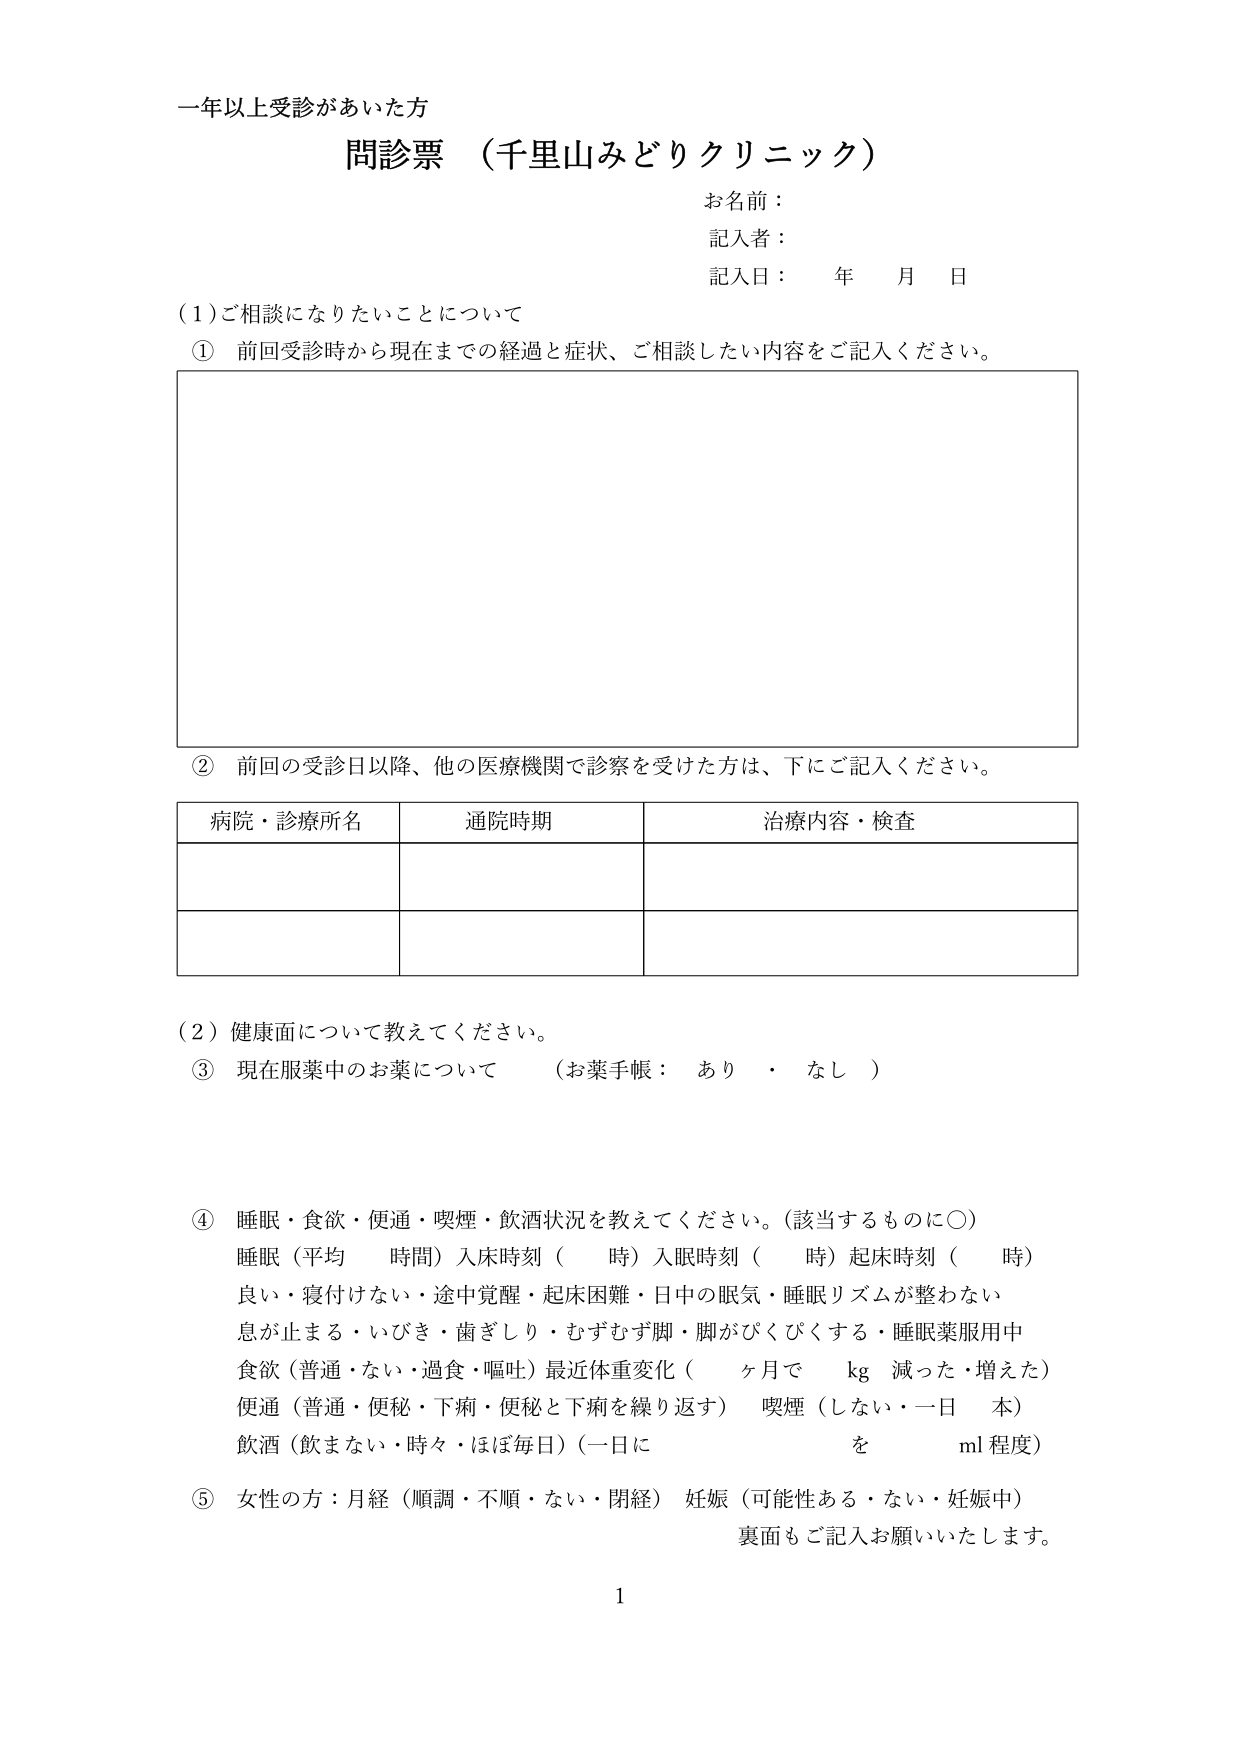 一年以上受診があいた方
問診票　（千里山みどりクリニック）
お名前：
記入者：
記入日：　　年　　月　日
(１)ご相談になりたいことについて
①　前回受診時から現在までの経過と症状、ご相談したい内容をご記入ください。
②　前回の受診日以降、他の医療機関で診察を受けた方は、下にご記入ください。
病院・診療所名　通院時期　治療内容・検査
(２) 健康面について教えてください。
③　現在服薬中のお薬について　　（お薬手帳：　あり　・　なし　）
④　睡眠・食欲・便通・喫煙・飲酒状況を教えてください。（該当するものに○）
睡眠（平均　　時間）入床時刻（　　時）入眠時刻（　　時）起床時刻（　　時）
良い・寝付けない・途中覚醒・起床困難・日中の眠気・睡眠リズムが整わない
息が止まる・いびき・歯ぎしり・むずむず脚・脚がぴくぴくする・睡眠薬服用中
食欲（普通・ない・過食・嘔吐）最近体重変化（　　ヶ月で　　kg　減った・増えた）
便通（普通・便秘・下痢・便秘と下痢を繰り返す）　喫煙（しない・一日　本）
飲酒（飲まない・時々・ほぼ毎日）（一日に　　　　　　　　　を　　　　ml 程度）
⑤　女性の方：月経（順調・不順・ない・閉経）　妊娠（可能性ある・ない・妊娠中）
裏面もご記入お願いいたします。
1